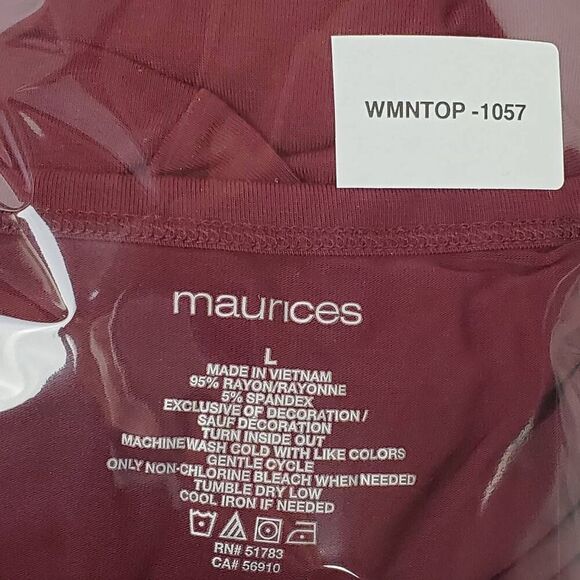 WMNTOP -1057
maurices
L
MADE IN VIETNAM
95% RAYON/RAYONNE
5% SPANDEX
EXCLUSIVE OF DECORATION /
SAUF DECORATION
TURN INSIDE OUT
MACHINE WASH COLD WITH LIKE COLORS
GENTLE CYCLE
ONLY NON-CHLORINE BLEACH WHEN NEEDED
TUMBLE DRY LOW
COOL IRON IF NEEDED
RN# 51783
CA# 56910